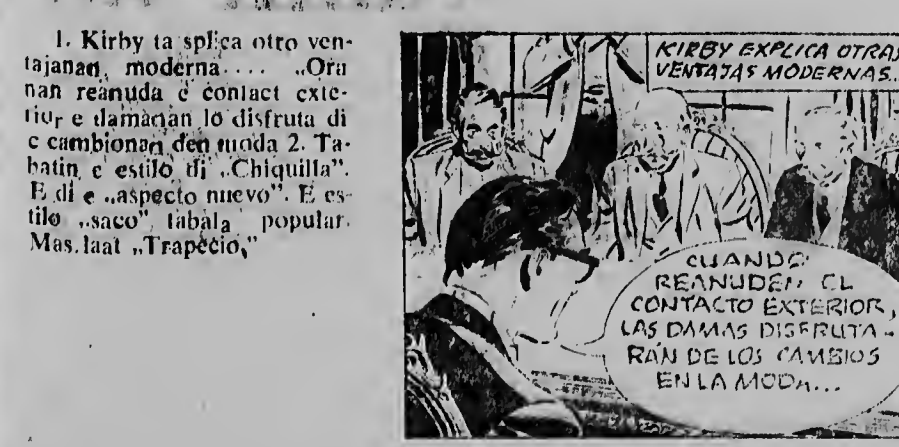 1. Kirby ta splica otro ven-
tajanan moderna.... „Ora
nan reanuda e contact exte-
rior e damanan lo disfruta di
e cambionan den moda 2. Ta-
batin e estilo di „Chiquilla".
E di e „aspecto nuevo". E es-
tilo „saco" tabala popular.
Mas laat „Trapecio,"
KIRBY EXPLICA OTRAS
VENTAJAS MODERNAS..
CUANDO
REANUDEN EL
CONTACTO EXTERIOR,
LAS DAMAS DISFRUTA-
RÁN DE LOS CAMBIOS
EN LA MODA...